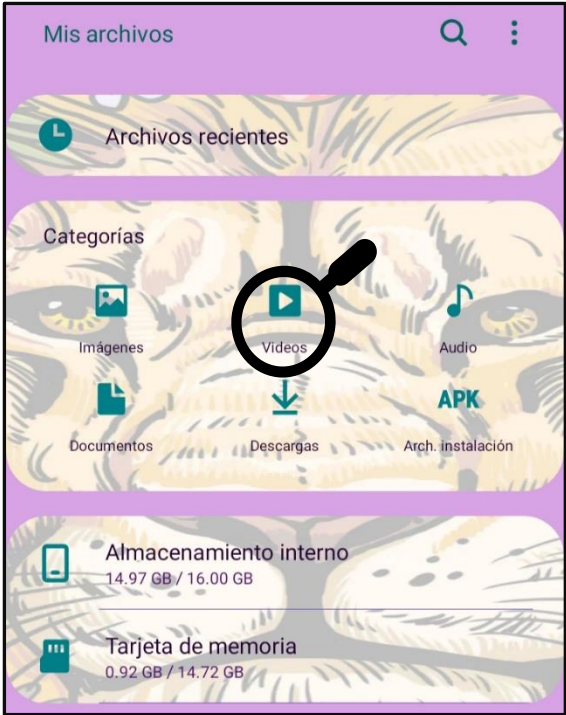 Mis archivos
Archivos recientes
Categorías
Imágenes
Videos
Audio
APK
Documentos
Descargas
Arch. instalación
Almacenamiento interno
14.97 GB / 16.00 GB
Tarjeta de memoria
0.92 GB / 14.72 GB